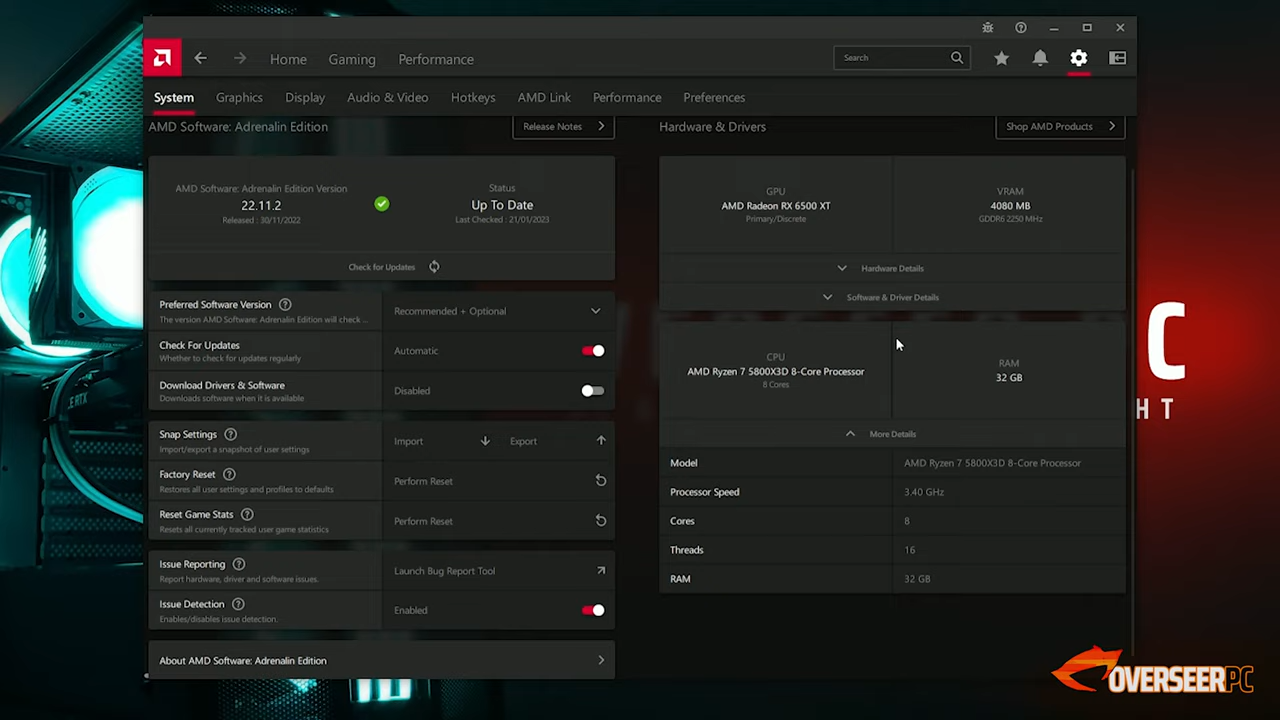 Home
Gaming
Performance
Search
System
Graphics
Display
Audio & Video
Hotkeys
AMD Link
Performance
Preferences
AMD Software: Adrenalin Edition
Release Notes
AMD Software: Adrenalin Edition Version
22.11.2
Released : 30/11/2022
Status
Up To Date
Last Checked : 21/01/2023
Check for Updates
Preferred Software Version
The version AMD Software: Adrenalin Edition will check ...
Recommended + Optional
Check For Updates
Whether to check for updates regularly
Automatic
Download Drivers & Software
Downloads software when it is available
Disabled
Snap Settings
Import/export a snapshot of user settings
Import
Export
Factory Reset
Restores all user settings and profiles to defaults
Perform Reset
Reset Game Stats
Resets all currently tracked user game statistics
Perform Reset
Issue Reporting
Report hardware, driver and software issues.
Launch Bug Report Tool
Issue Detection
Enables/disables issue detection.
Enabled
About AMD Software: Adrenalin Edition
Hardware & Drivers
Shop AMD Products
GPU
AMD Radeon RX 6500 XT
Primary/Discrete
VRAM
4080 MB
GDDR6 2250 MHz
Hardware Details
Software & Driver Details
CPU
AMD Ryzen 7 5800X3D 8-Core Processor
8 Cores
RAM
32 GB
More Details
Model
AMD Ryzen 7 5800X3D 8-Core Processor
Processor Speed
3.40 GHz
Cores
8
Threads
16
RAM
32 GB
C
HT
OVERSEERPC